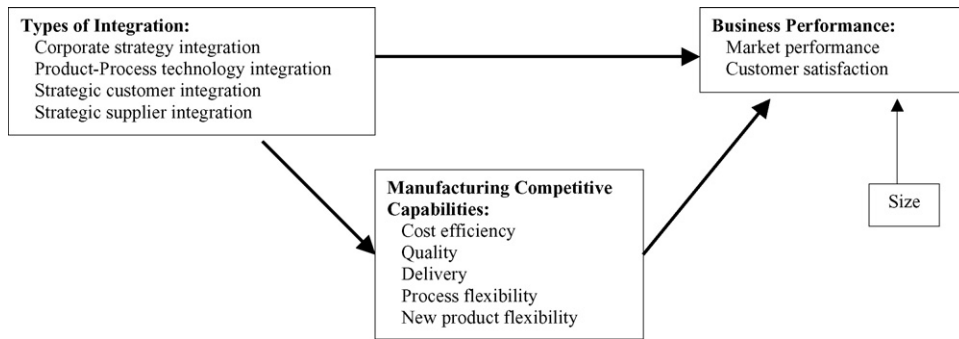 Types of Integration:
Corporate strategy integration
Product-Process technology integration
Strategic customer integration
Strategic supplier integration
Business Performance:
Market performance
Customer satisfaction
Manufacturing Competitive
Capabilities:
Cost efficiency
Quality
Delivery
Process flexibility
New product flexibility
Size